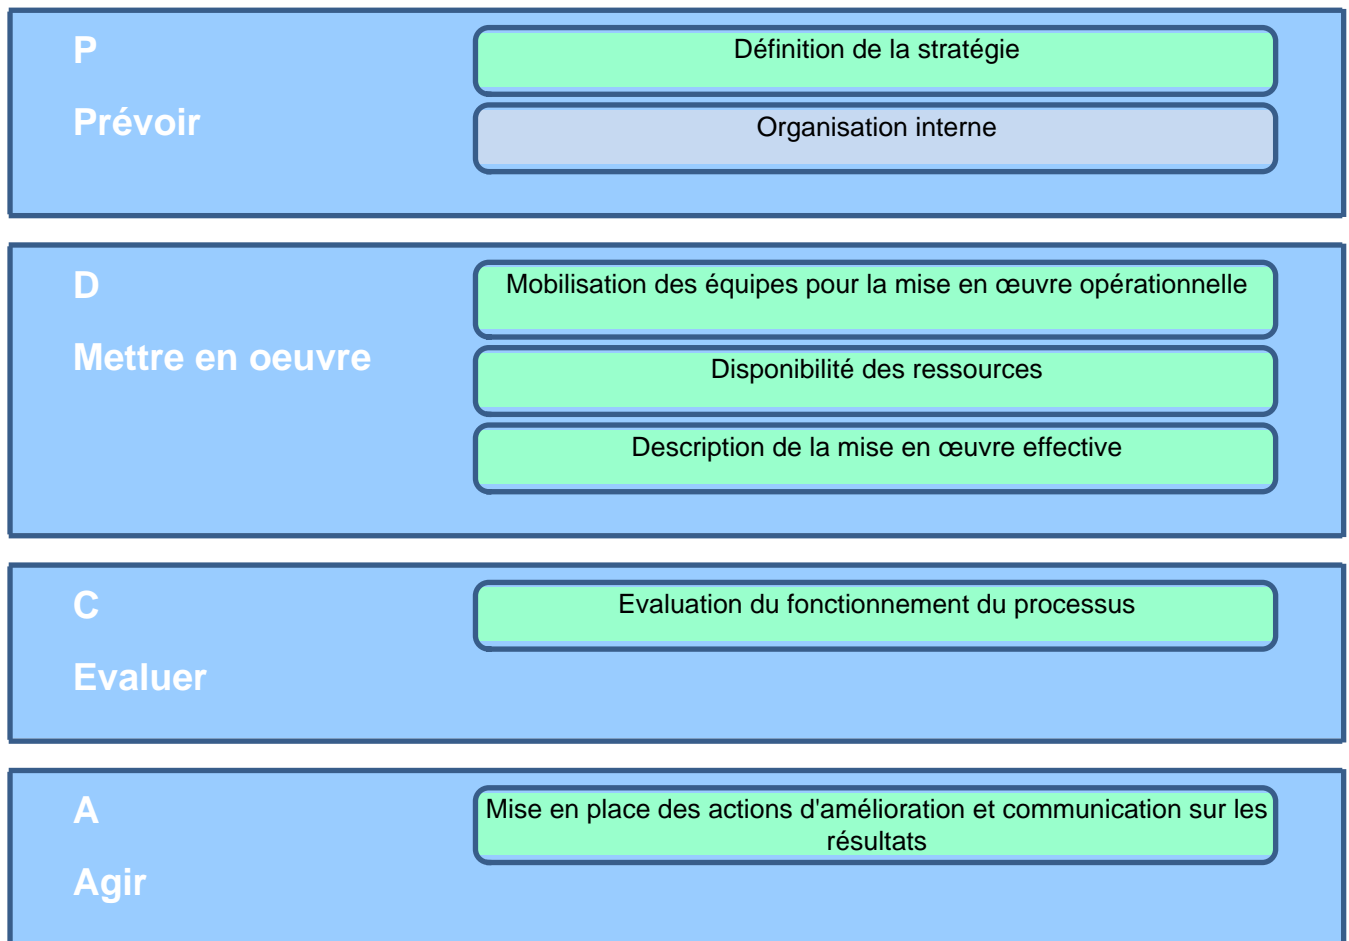 P
Prévoir
Définition de la stratégie
Organisation interne
D
Mettre en oeuvre
Mobilisation des équipes pour la mise en œuvre opérationnelle
Disponibilité des ressources
Description de la mise en œuvre effective
C
Evaluer
Evaluation du fonctionnement du processus
A
Agir
Mise en place des actions d'amélioration et communication sur les
résultats